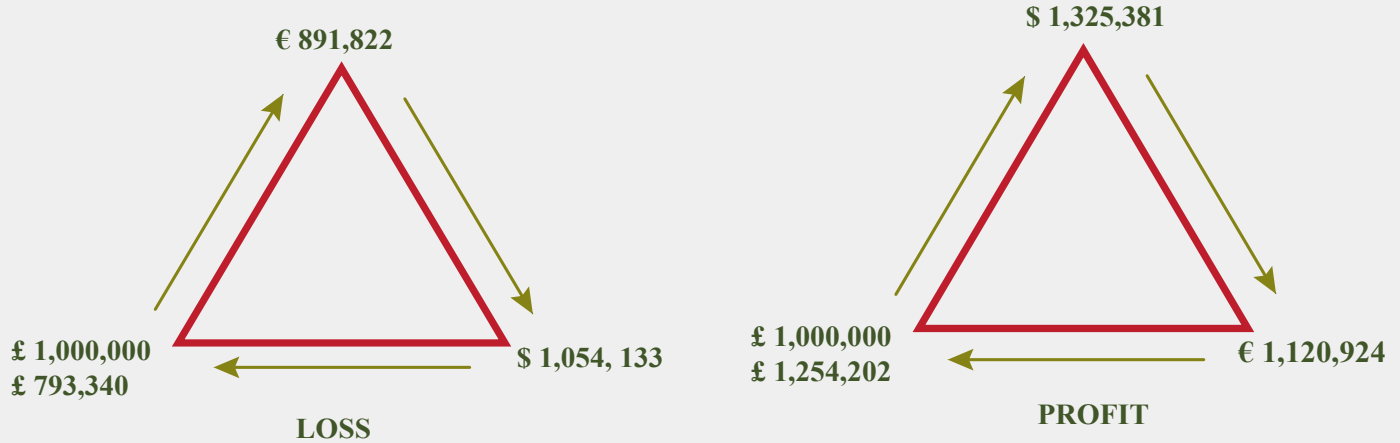 € 891,822
£ 1,000,000
£ 793,340
$ 1,054, 133
LOSS
$ 1,325,381
£ 1,000,000
£ 1,254,202
€ 1,120,924
PROFIT